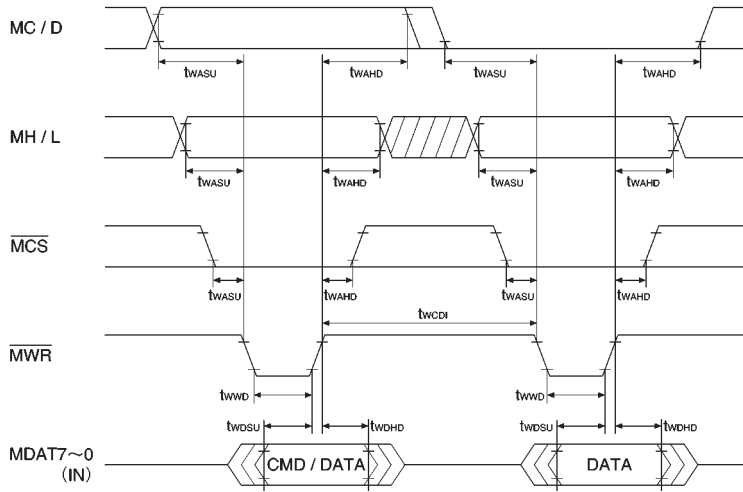 MC / D
tWASU tWAHD tWASU tWAHD
MH / L
tWASU tWAHD tWASU tWAHD
MCS
tWASU tWAHD tWASU tWAHD
tWCDI
MWR
tWWD tWWD
tWDSU tWDHD tWDSU tWDHD
MDAT7~0
(IN)
CMD / DATA DATA